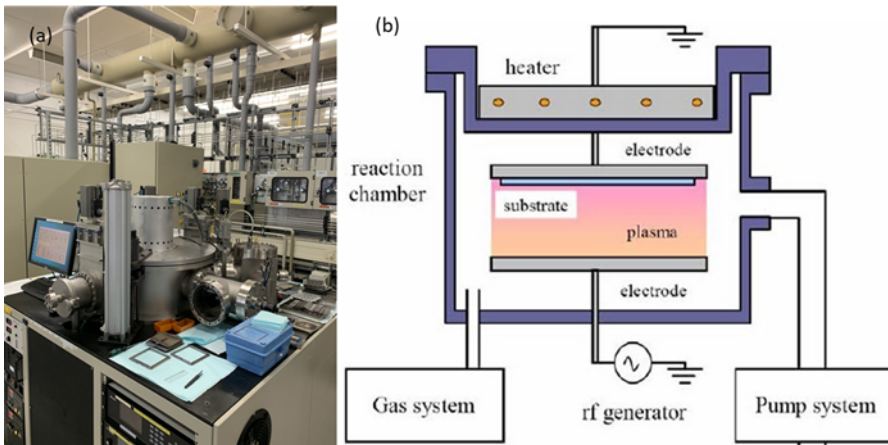 (a)
(b)
heater
electrode
reaction
chamber
substrate
plasma
electrode
Gas system
rf generator
Pump system